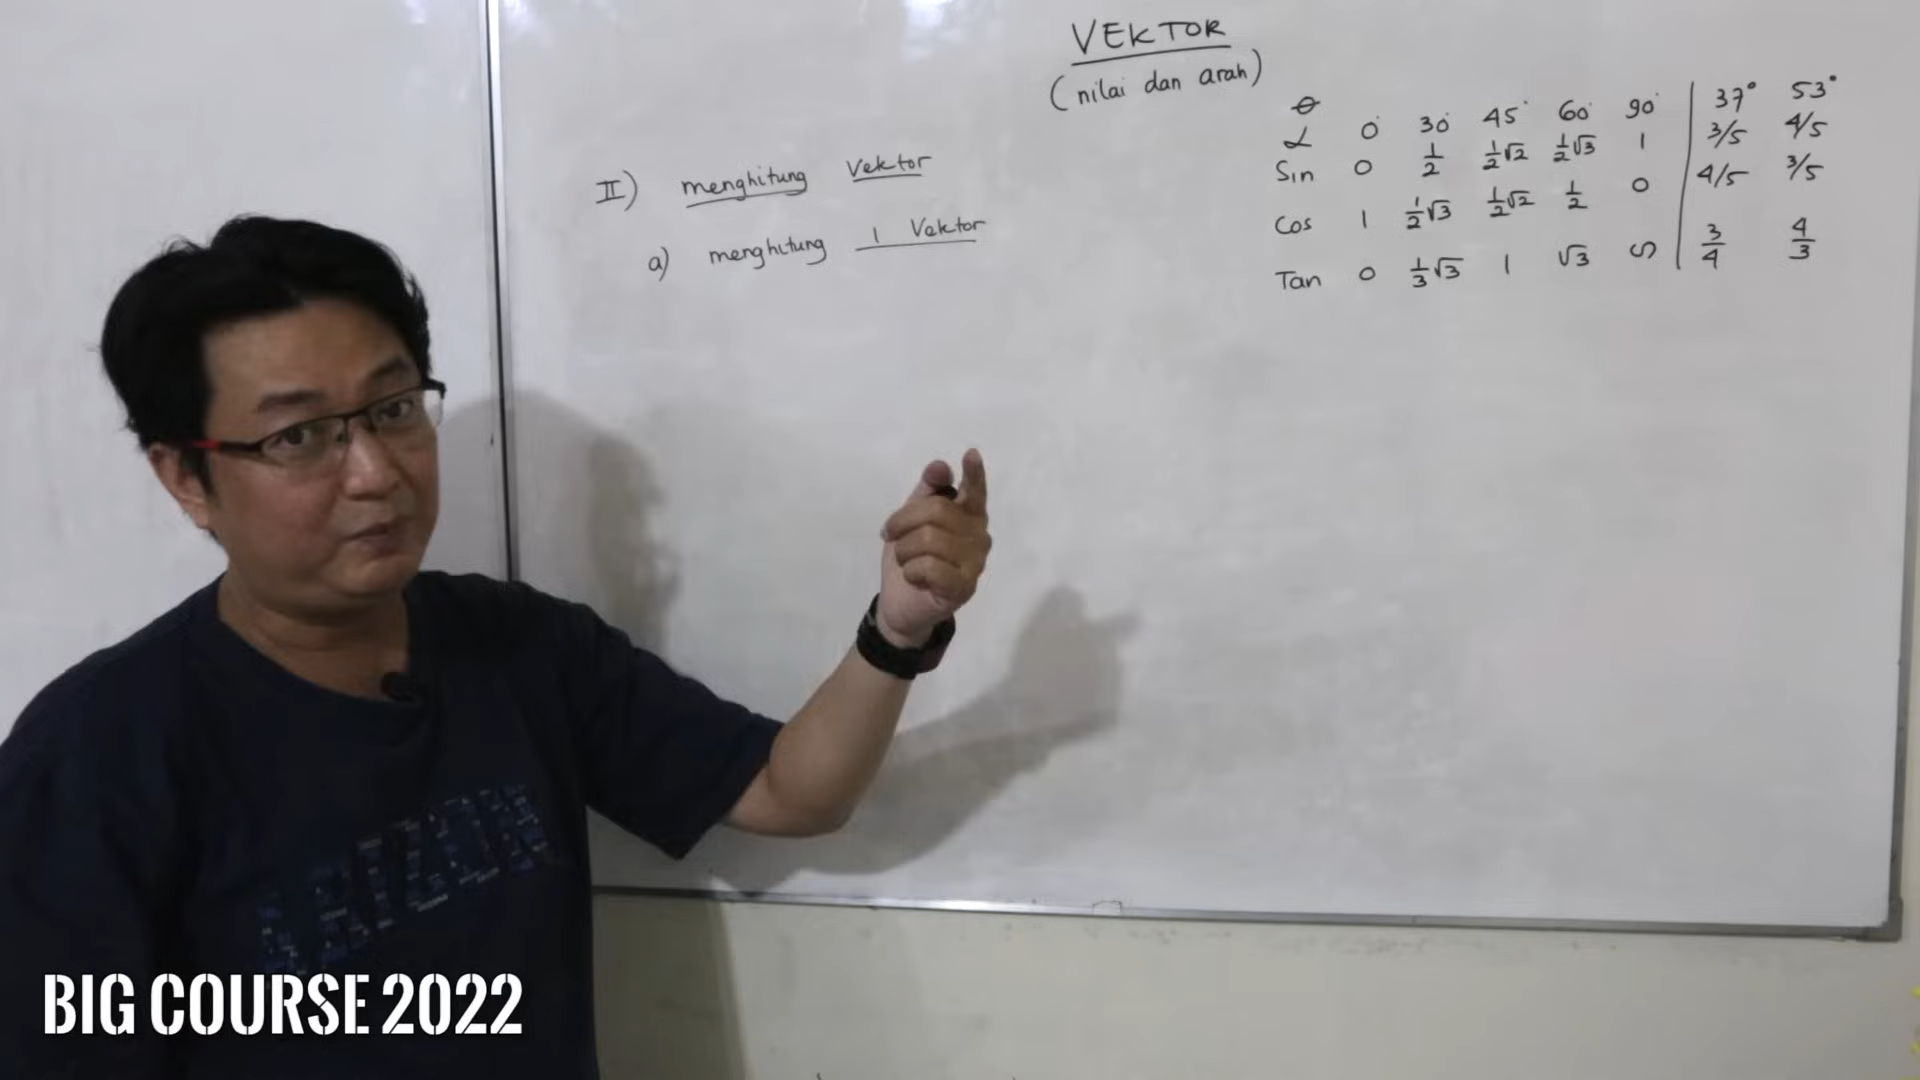 VEKTOR
(nilai dan arah)
II) menghitung Vektor
a) menghitung 1 Vektor
θ
α 0° 30° 45° 60° 90° 37° 53°
Sin 0 1/2 1/2√2 1/2√3 1 3/5 4/5
Cos 1 1/2√3 1/2√2 1/2 0 4/5 3/5
Tan 0 1/3√3 1 √3 ∽ 3/4 4/3
BIG COURSE 2022